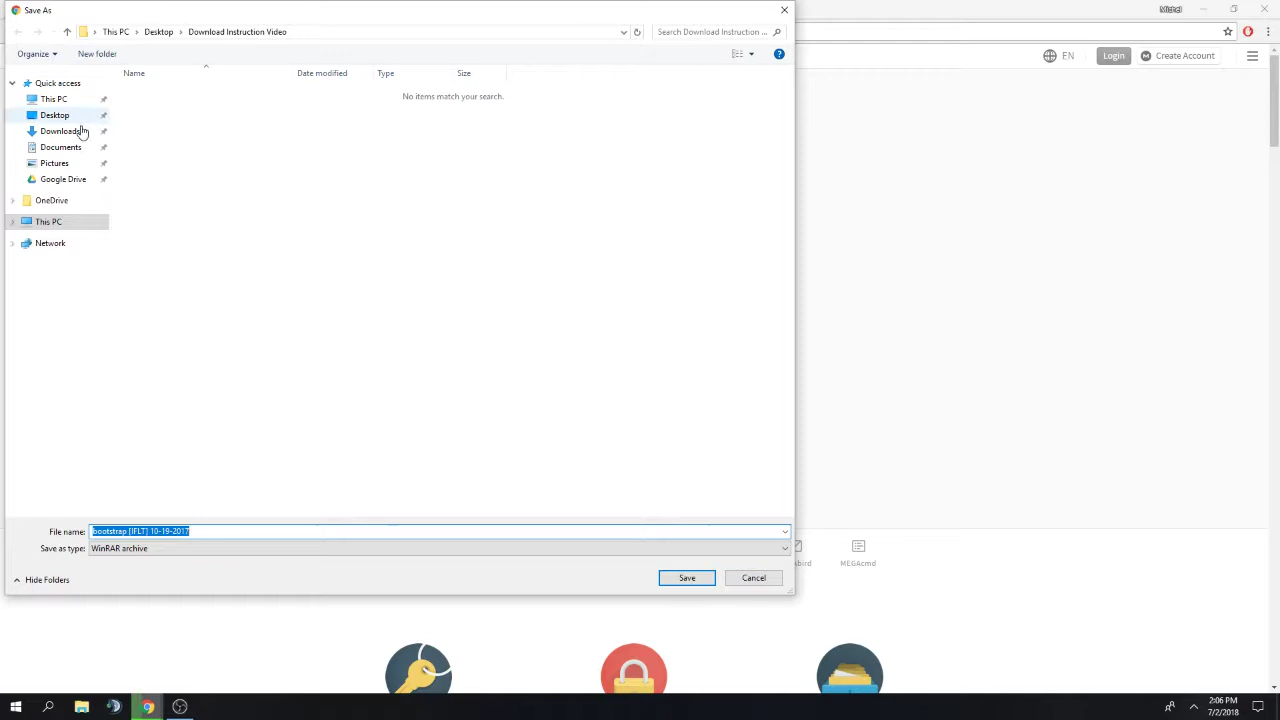 Save As
This PC
Desktop
Download Instruction Video
Search Download Instruction ...
Organize
New folder
Name
Date modified
Type
Size
No items match your search.
Quick access
This PC
Desktop
Downloads
Documents
Pictures
Google Drive
OneDrive
This PC
Network
EN
Login
Create Account
File name:
bootstrap [IFLT] 10-19-2017
Save as type:
WinRAR archive
Hide Folders
Save
Cancel
MEGAcmd
2:06 PM
7/2/2018